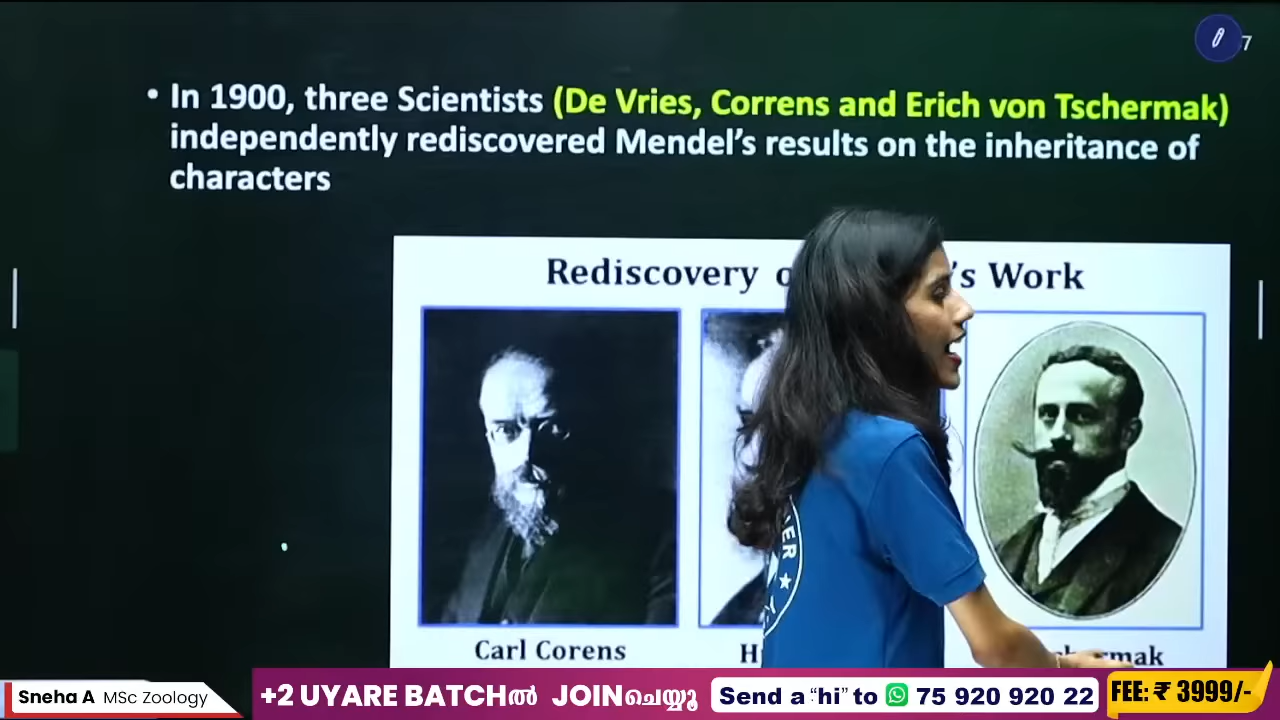 7
• In 1900, three Scientists (De Vries, Correns and Erich von Tschermak)
independently rediscovered Mendel’s results on the inheritance of
characters
Rediscovery ’s Work
Carl Corens
Sneha A MSc Zoology
+2 UYARE BATCHൽ JOINചെയ്യൂ
Send a “hi” to 75 920 920 22
FEE: ₹ 3999/-